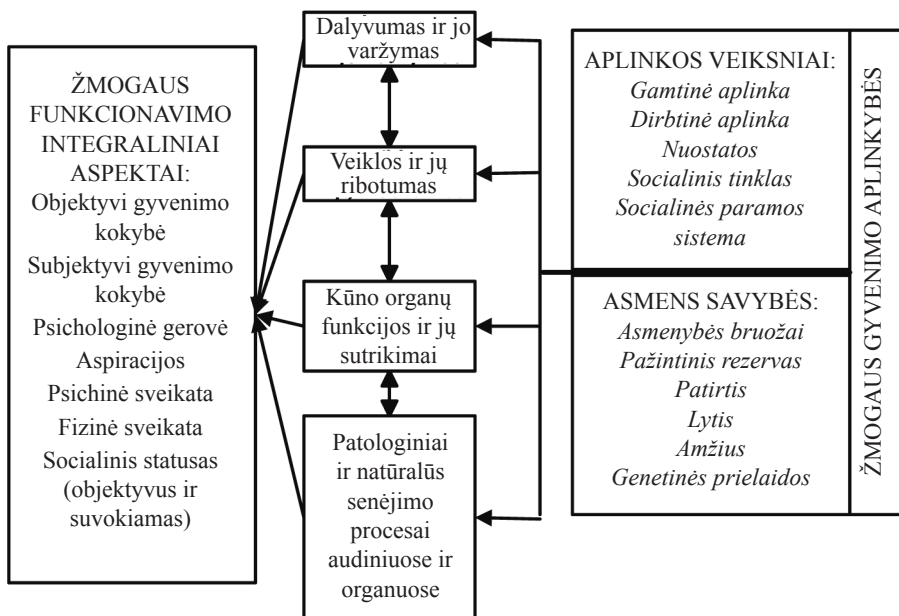 ŽMOGAUS
FUNKCIONAVIMO
INTEGRALINIAI
ASPEKTAI:
Objektyvi gyvenimo
kokybė
Subjektyvi gyvenimo
kokybė
Psichologinė gerovė
Aspiracijos
Psichinė sveikata
Fizinė sveikata
Socialinis statusas
(objektyvus ir
suvokiamas)
Dalyvumas ir jo
varžymas
Veiklos ir jų
ribotumas
Kūno organų
funkcijos ir jų
sutrikimai
Patologiniai
ir natūralūs
senėjimo
procesai
audiniuose ir
organuose
APLINKOS VEIKSNIAI:
Gamtinė aplinka
Dirbtinė aplinka
Nuostatos
Socialinis tinklas
Socialinės paramos
sistema
ASMENS SAVYBĖS:
Asmenybės bruožai
Pažintinis rezervas
Patirtis
Lytis
Amžius
Genetinės prielaidos
ŽMOGAUS GYVENIMO APLINKYBĖS